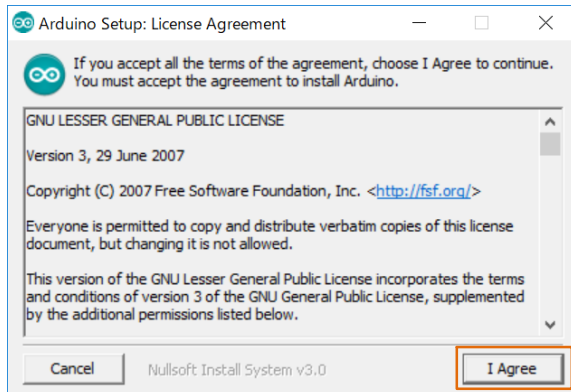 Arduino Setup: License Agreement
If you accept all the terms of the agreement, choose I Agree to continue.
You must accept the agreement to install Arduino.
GNU LESSER GENERAL PUBLIC LICENSE
Version 3, 29 June 2007
Copyright (C) 2007 Free Software Foundation, Inc. <http://fsf.org/>
Everyone is permitted to copy and distribute verbatim copies of this license
document, but changing it is not allowed.
This version of the GNU Lesser General Public License incorporates the terms
and conditions of version 3 of the GNU General Public License, supplemented
by the additional permissions listed below.
Cancel
Nullsoft Install System v3.0
I Agree